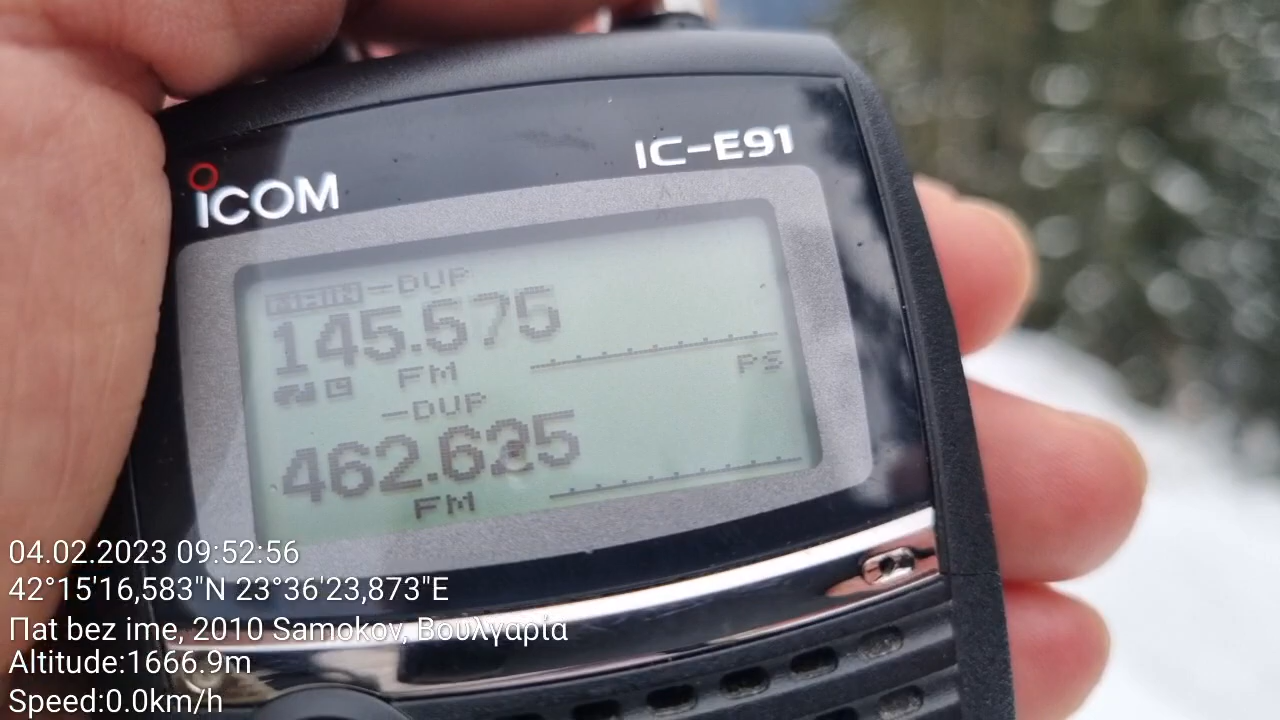 iCOM
IC-E91
MAIN -DUP
145.575
FM
PS
-DUP
462.625
FM
04.02.2023 09:52:56
42°15'16,583"N 23°36'23,873"E
Πat bez ime, 2010 Samokov, Βουλγαρία
Altitude:1666.9m
Speed:0.0km/h